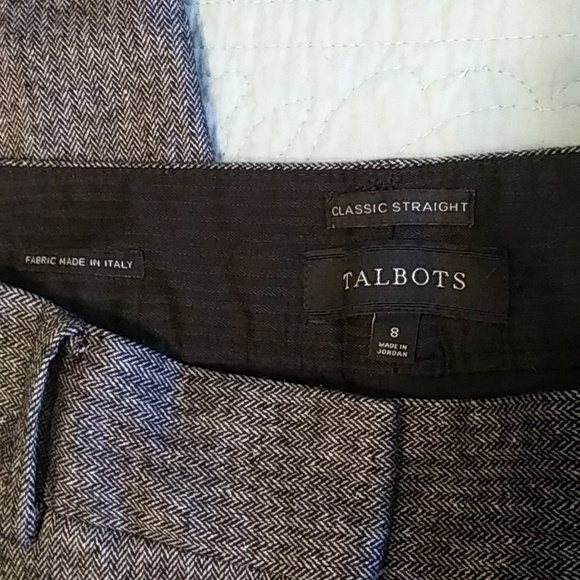 CLASSIC STRAIGHT
FABRIC MADE IN ITALY
TALBOTS
8
MADE IN
JORDAN